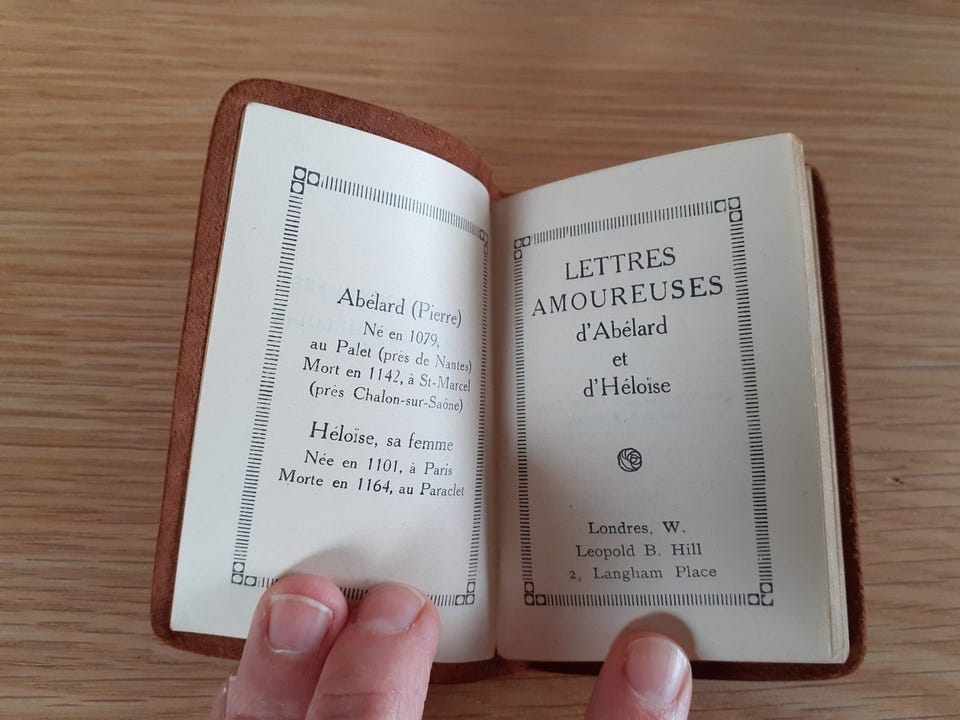 Abélard (Pierre)
Né en 1079,
au Palet (près de Nantes)
Mort en 1142, à St-Marcel
(près Chalon-sur-Saône)
Héloïse, sa femme
Née en 1101, à Paris
Morte en 1164, au Paraclet
LETTRES
AMOUREUSES
d'Abélard
et
d'Héloïse
Londres, W.
Leopold B. Hill
2, Langham Place